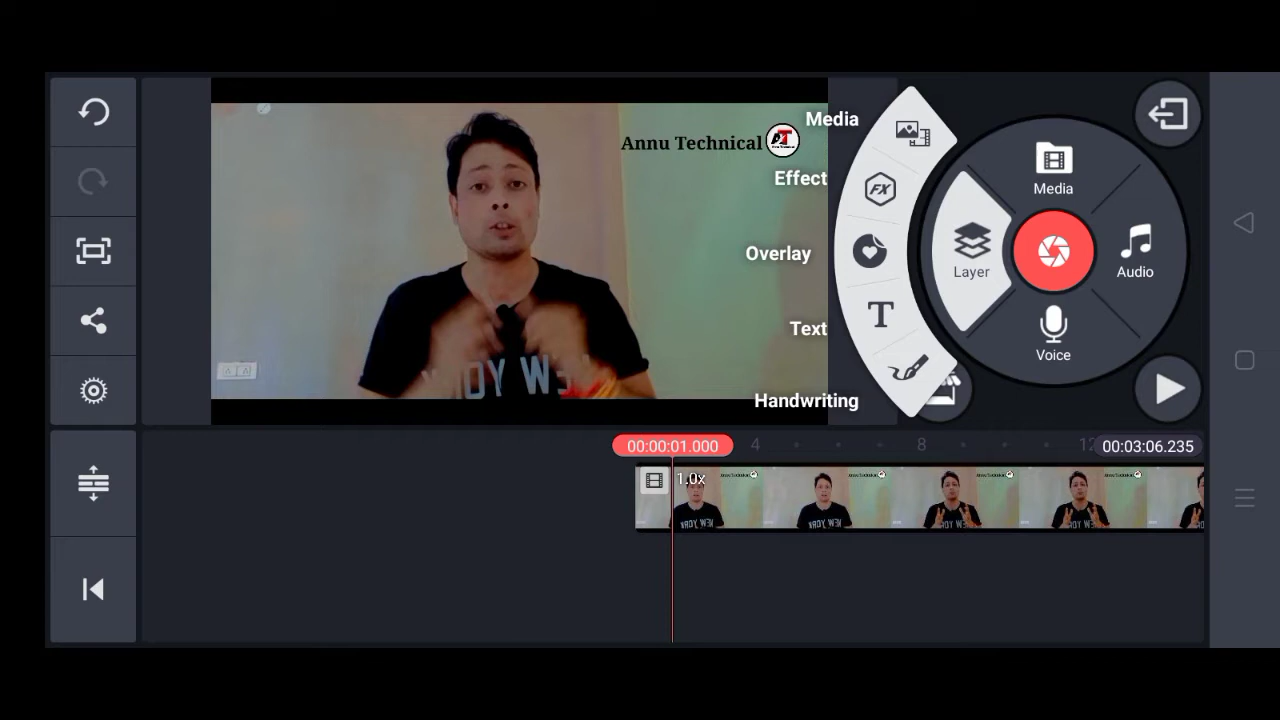 Annu Technical
Media
Effect
Overlay
Text
Handwriting
FX
T
Media
Layer
Audio
Voice
00:00:01.000
4
8
00:03:06.235
1.0x